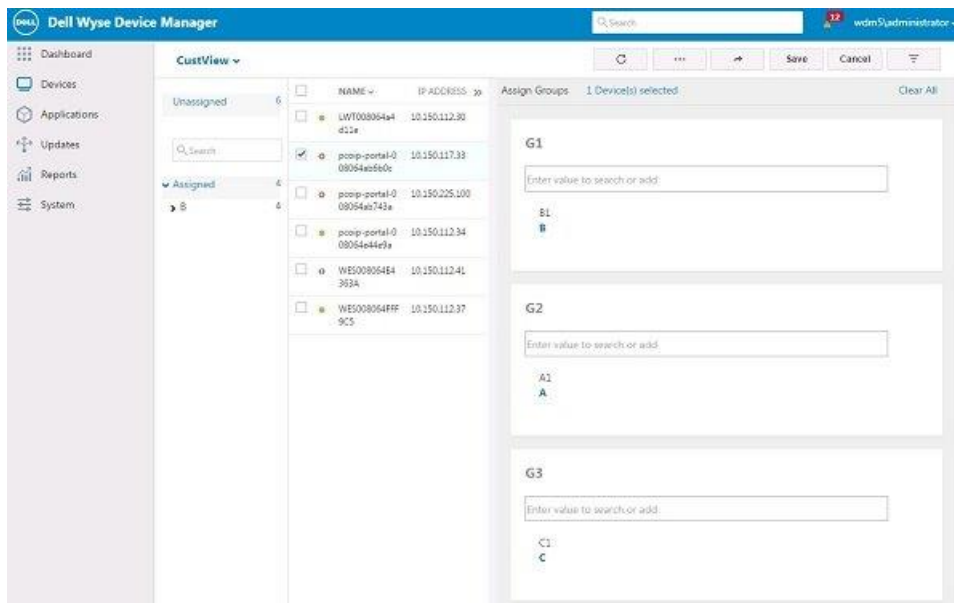 DELL Dell Wyse Device Manager
Search
12
wdm5\administrator
Dashboard
Devices
Applications
Updates
Reports
System
CustView
Save
Cancel
Unassigned 6
Search
Assigned 4
B 4
NAME IP ADDRESS
LWT008064a4 10.150.112.30
d11e
pcoip-portal-0 10.150.117.33
pcoip-portal-0 10.150.225.100
08064ab743a
pcoip-portal-0 10.150.112.34
08064e44e9a
WES008064E4 10.150.112.41
363A
WES008064FFF 10.150.112.37
9C5
Assign Groups 1 Device(s) selected Clear All
G1
Enter value to search or add
B1
B
G2
Enter value to search or add
A1
A
G3
Enter value to search or add
C1
C